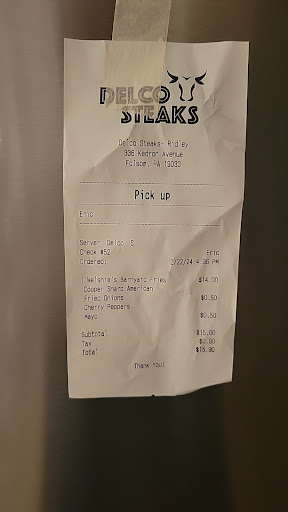 DELCO
STEAKS
Delco Steaks- Ridley
336 Kedron Avenue
Folsom, PA 19033
Pick up
Eric
Server: Delco S
Check #52 Eric
Ordered: 2/22/24 4:36 PM
1 Welshie's Barnyard Fries $14.00
Cooper Sharp American
Fried Onions $0.50
Cherry Peppers
Mayo $0.50
Subtotal $15.00
Tax $0.90
Total $15.90
Thank you!